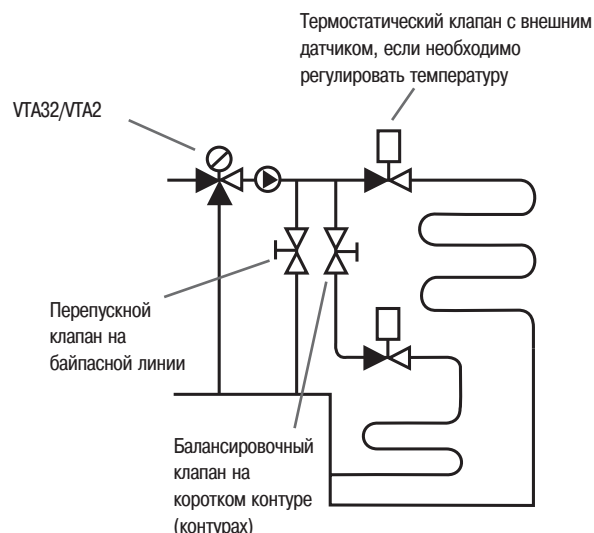 Термостатический клапан с внешним
датчиком, если необходимо
регулировать температуру
VTA32/VTA2
Перепускной
клапан на
байпасной линии
Балансировочный
клапан на
коротком контуре
(контурах)